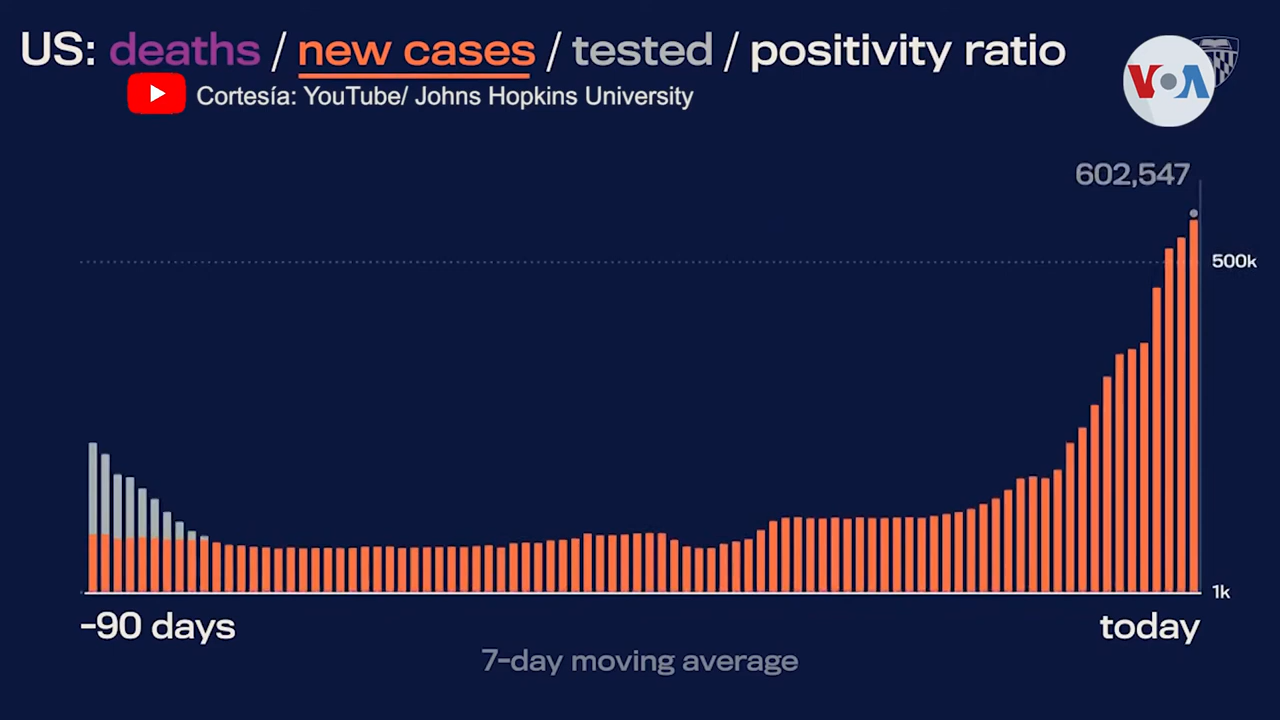 US: deaths / new cases / tested / positivity ratio
VOA
Cortesía: YouTube/ Johns Hopkins University
602,547
500k
1k
-90 days
today
7-day moving average